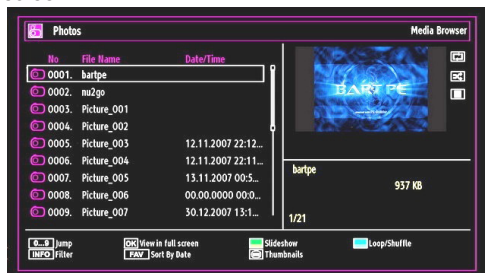 Photos Media Browser
No File Name Date/Time
0001. bartpe
0002. nu2go
0003. Picture_001
0004. Picture_002
0005. Picture_003 12.11.2007 22:12...
0006. Picture_004 12.11.2007 22:11...
0007. Picture_005 13.11.2007 00:5...
0008. Picture_006 00.00.0000 00:0...
0009. Picture_007 30.12.2007 13:1...
BART PE
bartpe
937 KB
1/21
0...9 Jump OK View in full screen Slideshow Loop/Shuffle
INFO Filter FAV Sort By Date Thumbnails